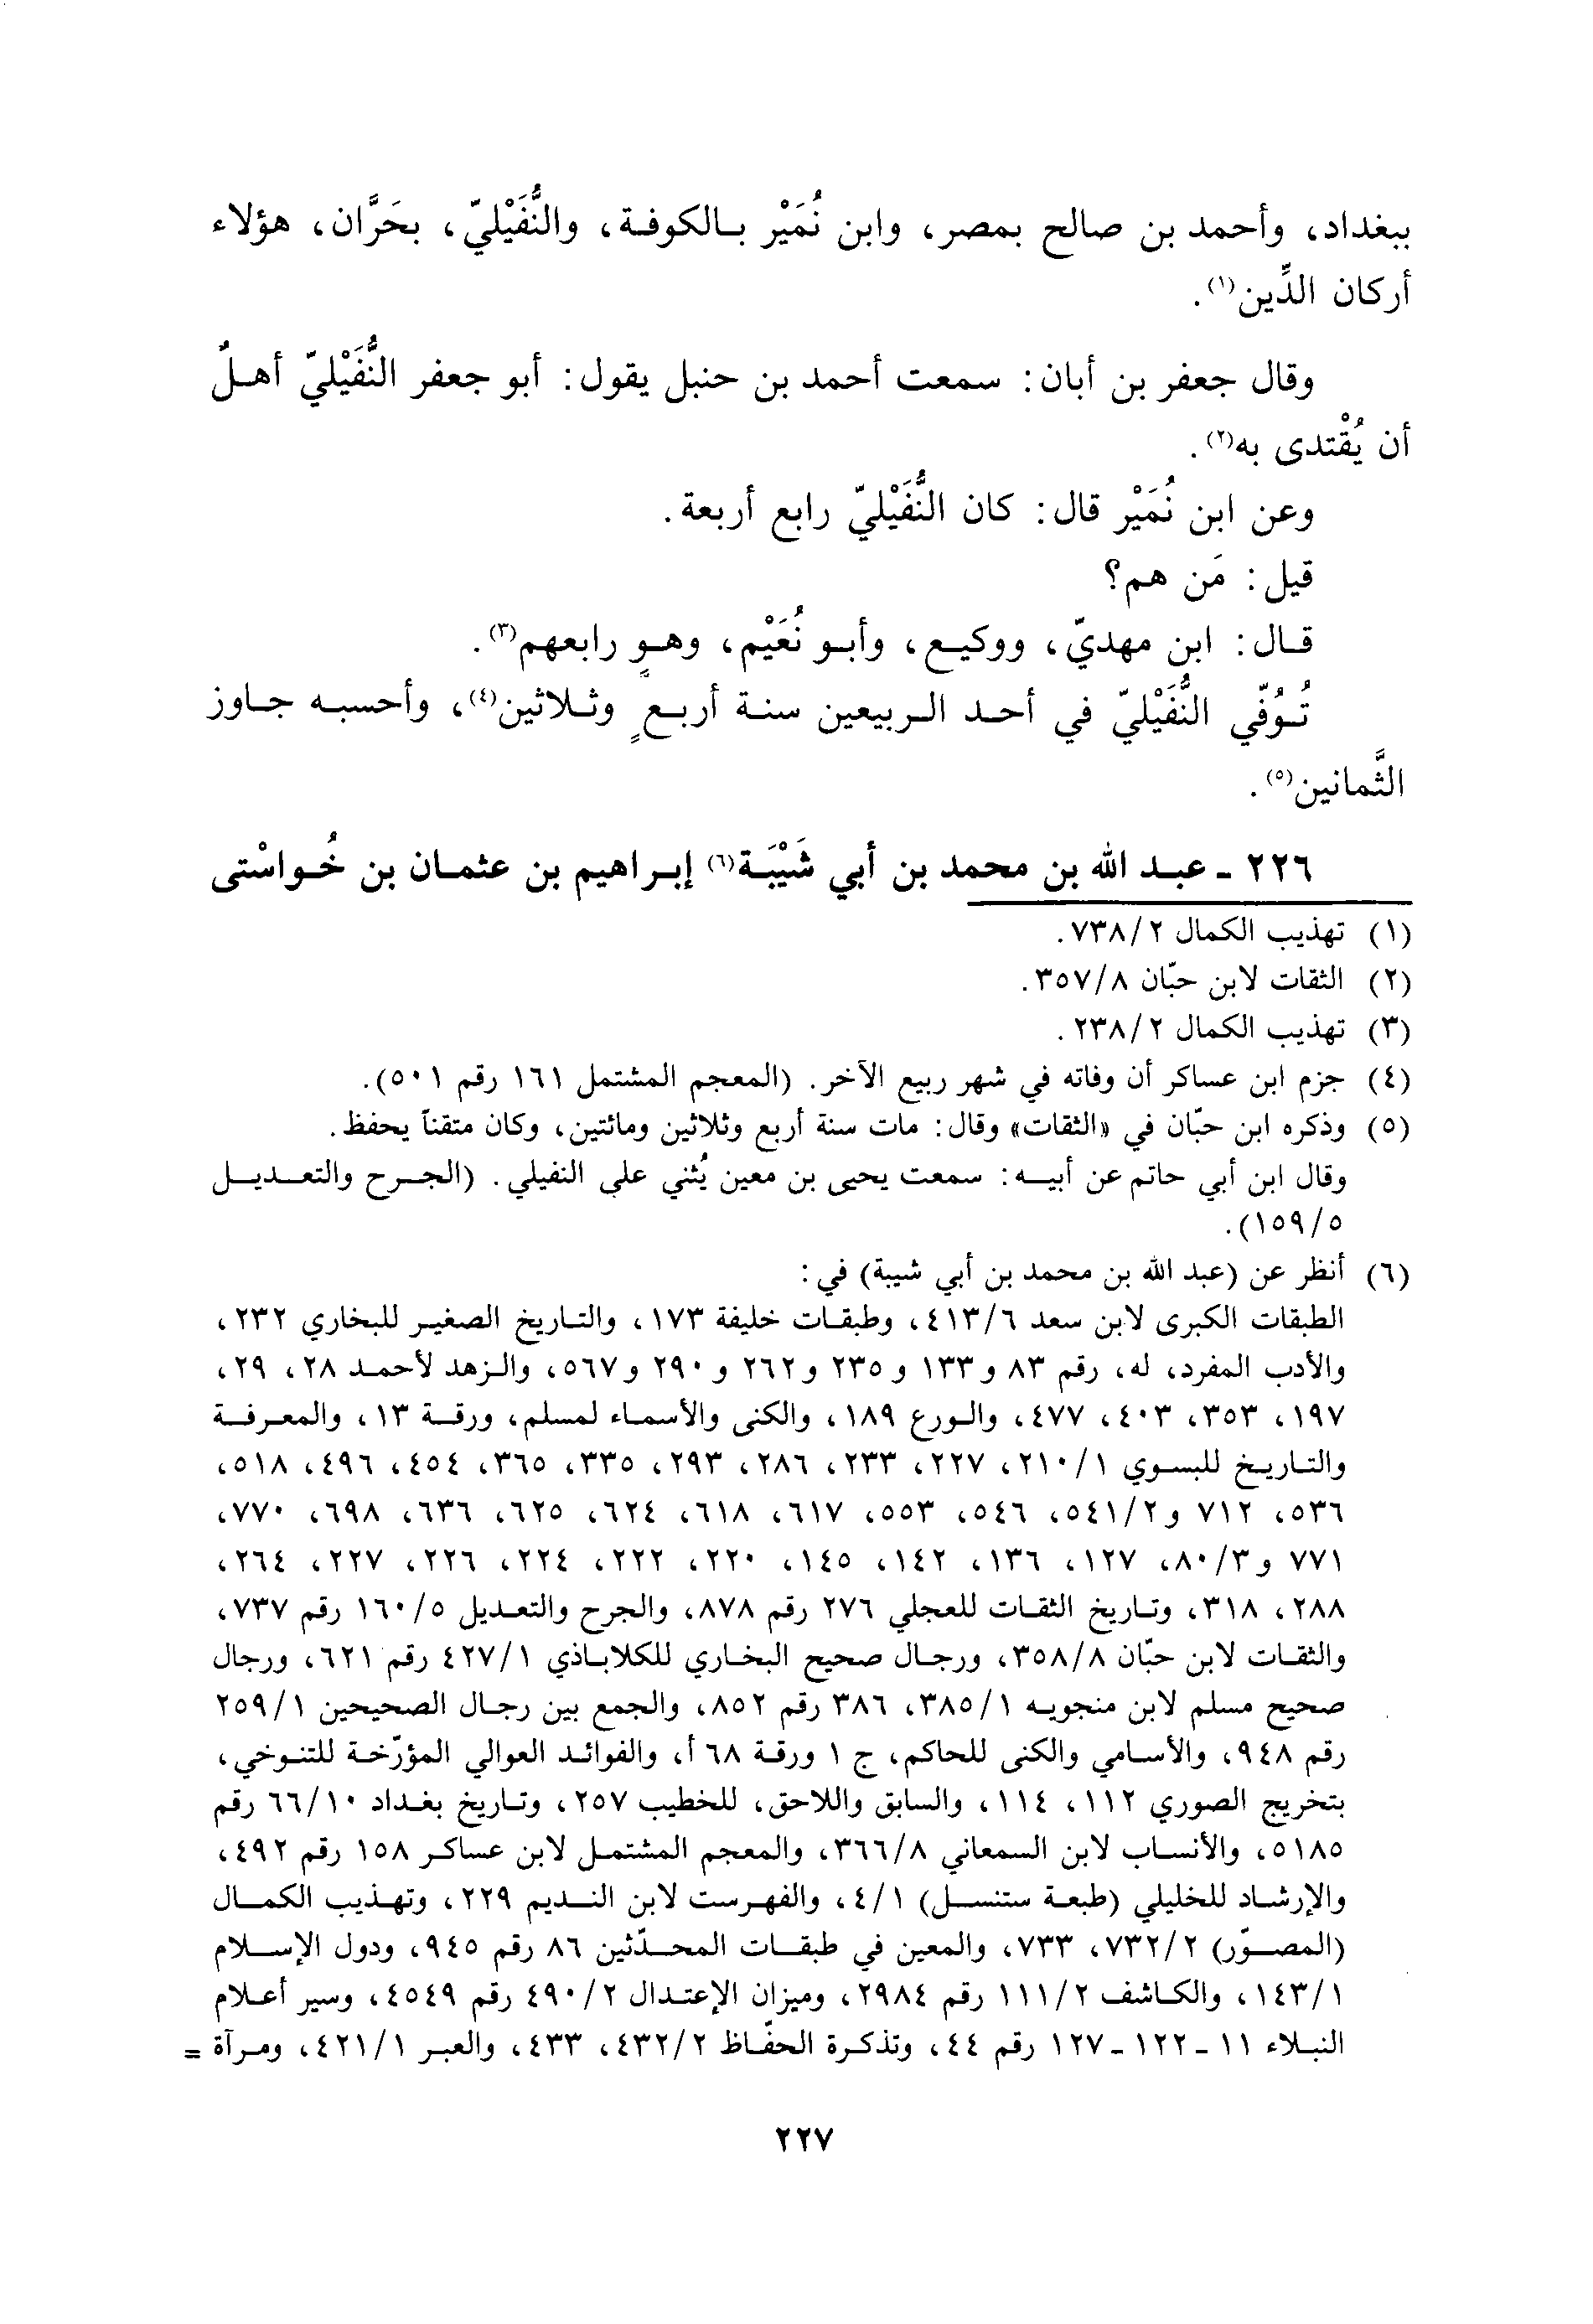 ببغداد، وأحمد بن صالح بمصر، وابن نُمَيْر بالكوفة، والنُّفَيْليّ، بحَرَّان، هؤلاء
أركان الدِّين(١).
وقال جعفر بن أبان: سمعت أحمد بن حنبل يقول: أبو جعفر النُّفَيْليّ أهلٌ
أن يُقْتدى به(٢).
وعن ابن نُمَيْر قال: كان النُّفَيْليّ رابع أربعة.
قيل: مَن هم؟
قال: ابن مهديّ، ووكيع، وأبو نُعَيْم، وهو رابعهم(٣).
تُوُفّي النُّفَيْليّ في أحد الربيعين سنة أربعٍ وثلاثين(٤)، وأحسبه جاوز
الثَّمانين(٥).
٢٢٦ ـ عبد الله بن محمد بن أبي شَيْبَة(٦) إبراهيم بن عثمان بن خُواسْتى
(١) تهذيب الكمال ٧٣٨/٢.
(٢) الثقات لابن حبّان ٣٥٧/٨.
(٣) تهذيب الكمال ٢٣٨/٢.
(٤) جزم ابن عساكر أن وفاته في شهر ربيع الآخر. (المعجم المشتمل ١٦١ رقم ٥٠١).
(٥) وذكره ابن حبّان في «الثقات» وقال: مات سنة أربع وثلاثين ومائتين، وكان متقناً يحفظ.
وقال ابن أبي حاتم عن أبيه: سمعت يحيى بن معين يُثني على النفيلي. (الجرح والتعديل
١٥٩/٥).
(٦) أنظر عن (عبد الله بن محمد بن أبي شيبة) في:
الطبقات الكبرى لابن سعد ٤١٣/٦، وطبقات خليفة ١٧٣، والتاريخ الصغير للبخاري ٢٣٢،
والأدب المفرد، له، رقم ٨٣ و١٣٣ و٢٣٥ و٢٦٢ و٢٩٠ و٥٦٧، والزهد لأحمد ٢٨، ٢٩،
١٩٧، ٣٥٣، ٤٠٣، ٤٧٧، والورع ١٨٩، والكنى والأسماء لمسلم، ورقة ١٣، والمعرفة
والتاريخ للبسوي ٢١٠/١، ٢٢٧، ٢٣٣، ٢٨٦، ٢٩٣، ٣٣٥، ٣٦٥، ٤٥٤، ٤٩٦، ٥١٨،
٥٣٦، ٧١٢ و٥٤١/٢، ٥٤٦، ٥٥٣، ٦١٧، ٦١٨، ٦٢٤، ٦٢٥، ٦٣٦، ٦٩٨، ٧٧٠،
٧٧١ و٨٠/٣، ١٢٧، ١٣٦، ١٤٢، ١٤٥، ٢٢٠، ٢٢٢، ٢٢٤، ٢٢٦، ٢٢٧، ٢٦٤،
٢٨٨، ٣١٨، وتاريخ الثقات للعجلي ٢٧٦ رقم ٨٧٨، والجرح والتعديل ١٦٠/٥ رقم ٧٣٧،
والثقات لابن حبّان ٣٥٨/٨، ورجال صحيح البخاري للكلاباذي ٤٢٧/١ رقم ٦٢١، ورجال
صحيح مسلم لابن منجويه ٣٨٥/١، ٣٨٦ رقم ٨٥٢، والجمع بين رجال الصحيحين ٢٥٩/١
رقم ٩٤٨، والأسامي والكنى للحاكم، ج ١ ورقة ٦٨ أ، والفوائد العوالي المؤرّخة للتنوخي،
بتخريج الصوري ١١٢، ١١٤، والسابق واللاحق، للخطيب ٢٥٧، وتاريخ بغداد ٦٦/١٠ رقم
٥١٨٥، والأنساب لابن السمعاني ٣٦٦/٨، والمعجم المشتمل لابن عساكر ١٥٨ رقم ٤٩٢،
والإرشاد للخليلي (طبعة ستنسل) ٤/١، والفهرست لابن النديم ٢٢٩، وتهذيب الكمال
(المصوّر) ٧٣٢/٢، ٧٣٣، والمعين في طبقات المحدّثين ٨٦ رقم ٩٤٥، ودول الإسلام
١٤٣/١، والكاشف ١١١/٢ رقم ٢٩٨٤، وميزان الإعتدال ٤٩٠/٢ رقم ٤٥٤٩، وسير أعلام
النبلاء ١١ ـ ١٢٢ ـ ١٢٧ رقم ٤٤، وتذكرة الحفّاظ ٤٣٢/٢، ٤٣٣، والعبر ٤٢١/١، ومرآة =
٢٢٧